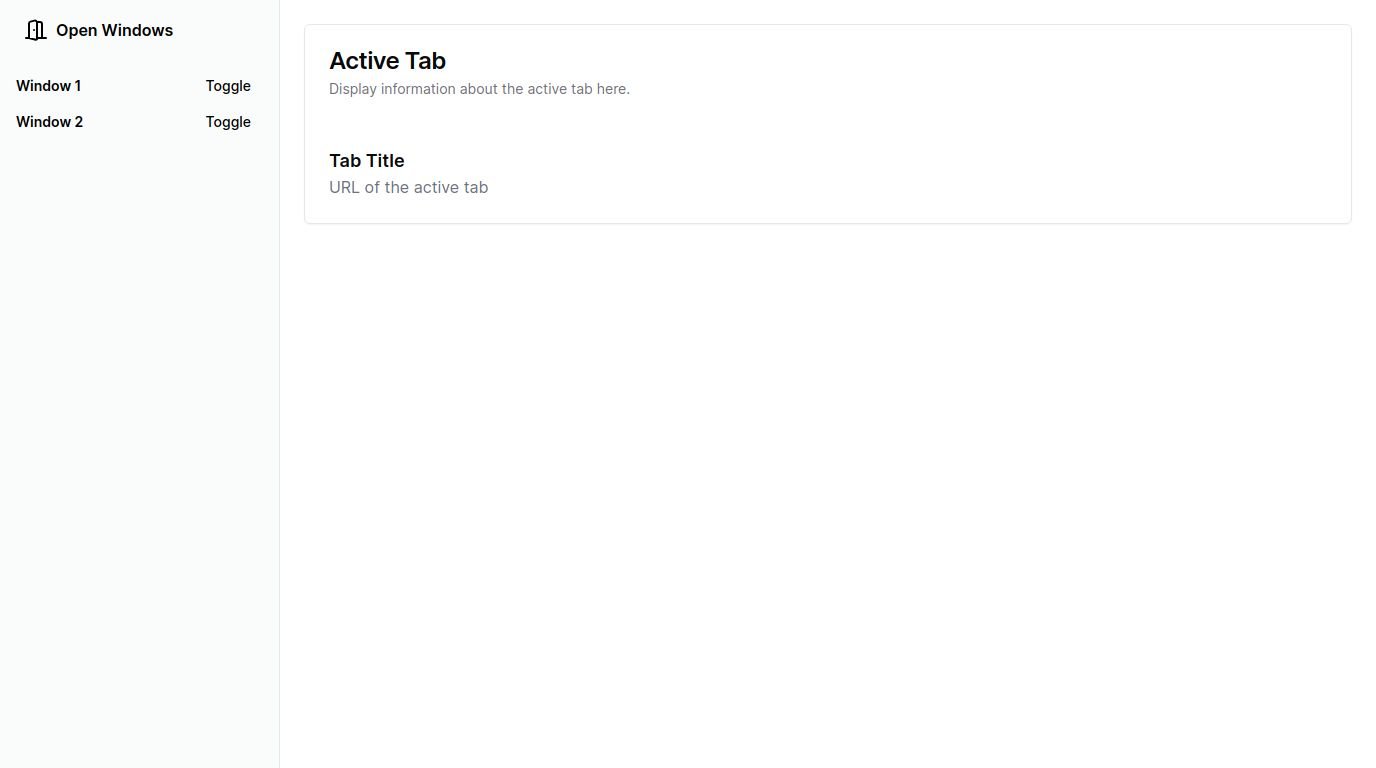 Open Windows
Window 1 Toggle
Window 2 Toggle
Active Tab
Display information about the active tab here.
Tab Title
URL of the active tab